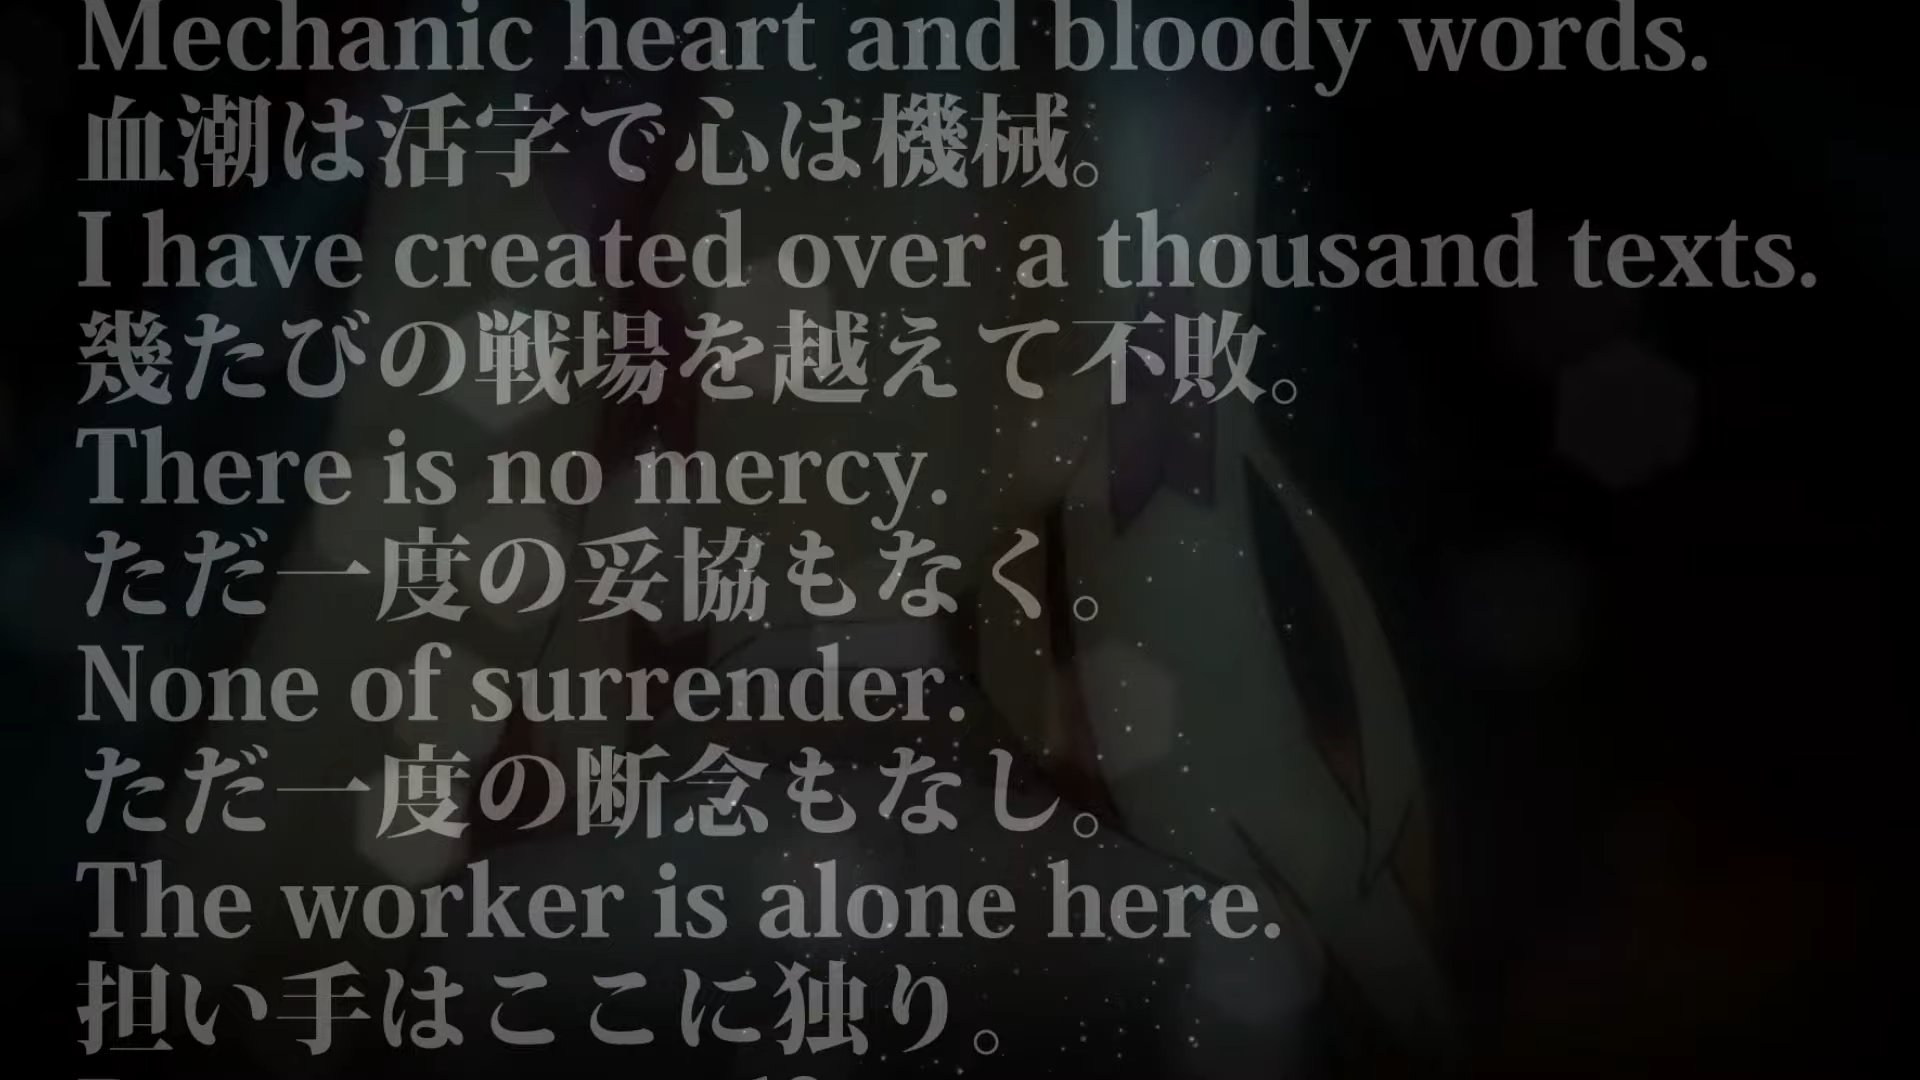 Mechanic heart and bloody words.
血潮は活字で心は機械。
I have created over a thousand texts.
幾たびの戦場を越えて不敗。
There is no mercy.
ただ一度の妥協もなく。
None of surrender.
ただ一度の断念もなし。
The worker is alone here.
担い手はここに独り。